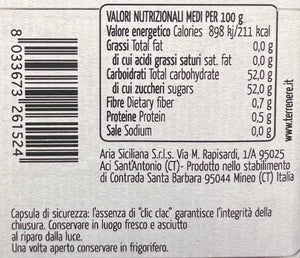 VALORI NUTRIZIONALI MEDI PER 100 g
Valore energetico Calories 898 kj/211 kcal
Grassi Total fat 0,0 g
di cui acidi grassi saturi sat. fat 0,0 g
Carboidrati Total carbohydrate 52,0 g
di cui zuccheri sugars 52,0 g
Fibre Dietary fiber 0,7 g
Proteine Protein 0,5 g
Sale Sodium 0,0 g
www.terrenere.it
8 033673 261524
Aria Siciliana S.r.l.s. Via M. Rapisardi, 1/A 95025
Aci Sant'Antonio (CT)- Prodotto nello stabilimento
di Contrada Santa Barbara 95044 Mineo (CT) Italia
Capsula di sicurezza: l'assenza di "clic clac" garantisce l'integrità della
chiusura. Conservare in luogo fresco e asciutto
al riparo dalla luce.
Una volta aperto conservare in frigorifero.